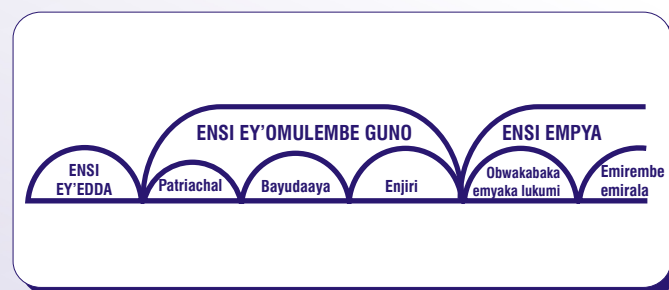 ENSI EY'OMULEMBE GUNO
ENSI EMPYA
ENSI
EY'EDDA
Patriachal
Bayudaaya
Enjiri
Obwakabaka
emyaka lukumi
Emirembe
emirala